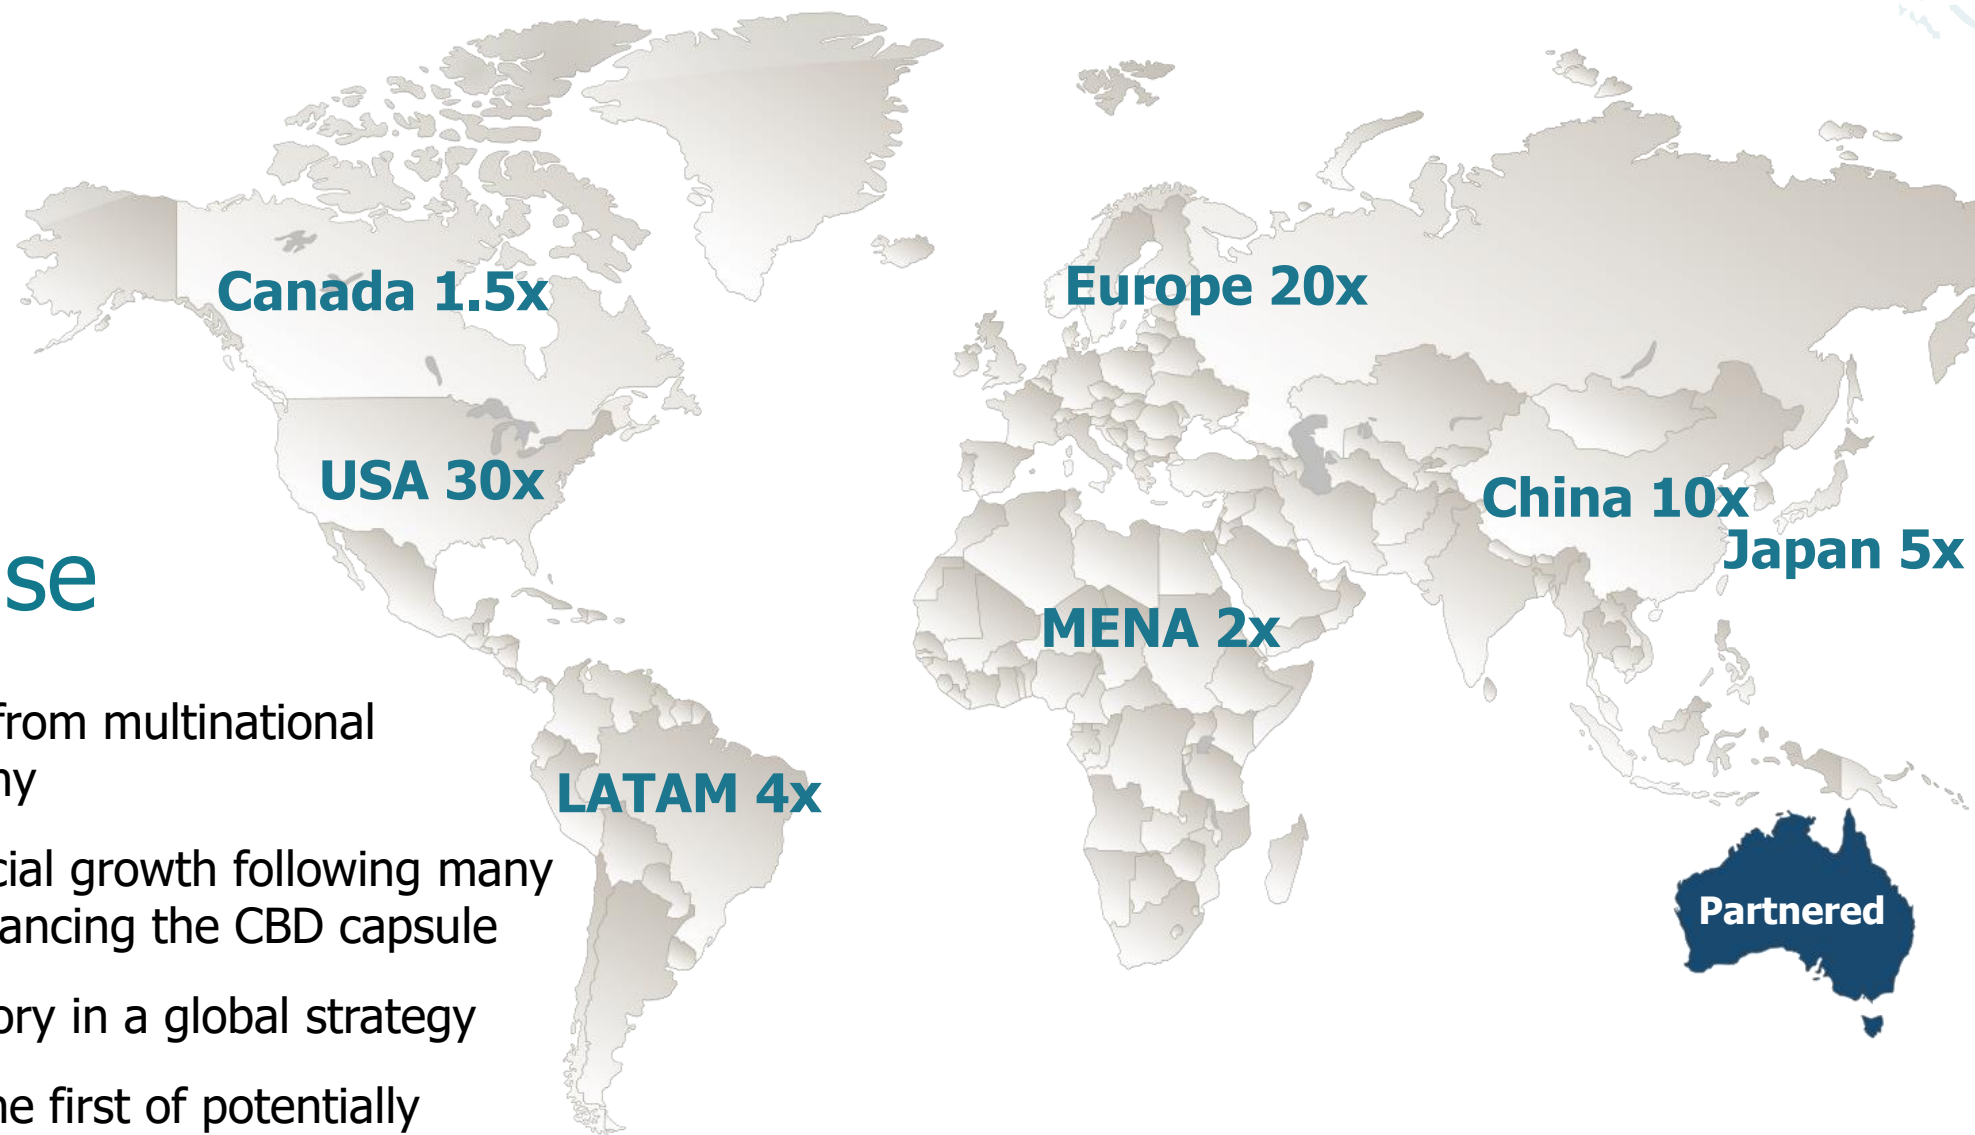 Canada 1.5x
Europe 20x
USA 30x
China 10x
Japan 5x
MENA 2x
LATAM 4x
Partnered
se
from multinational
ny
cial growth following many
ancing the CBD capsule
ory in a global strategy
he first of potentially